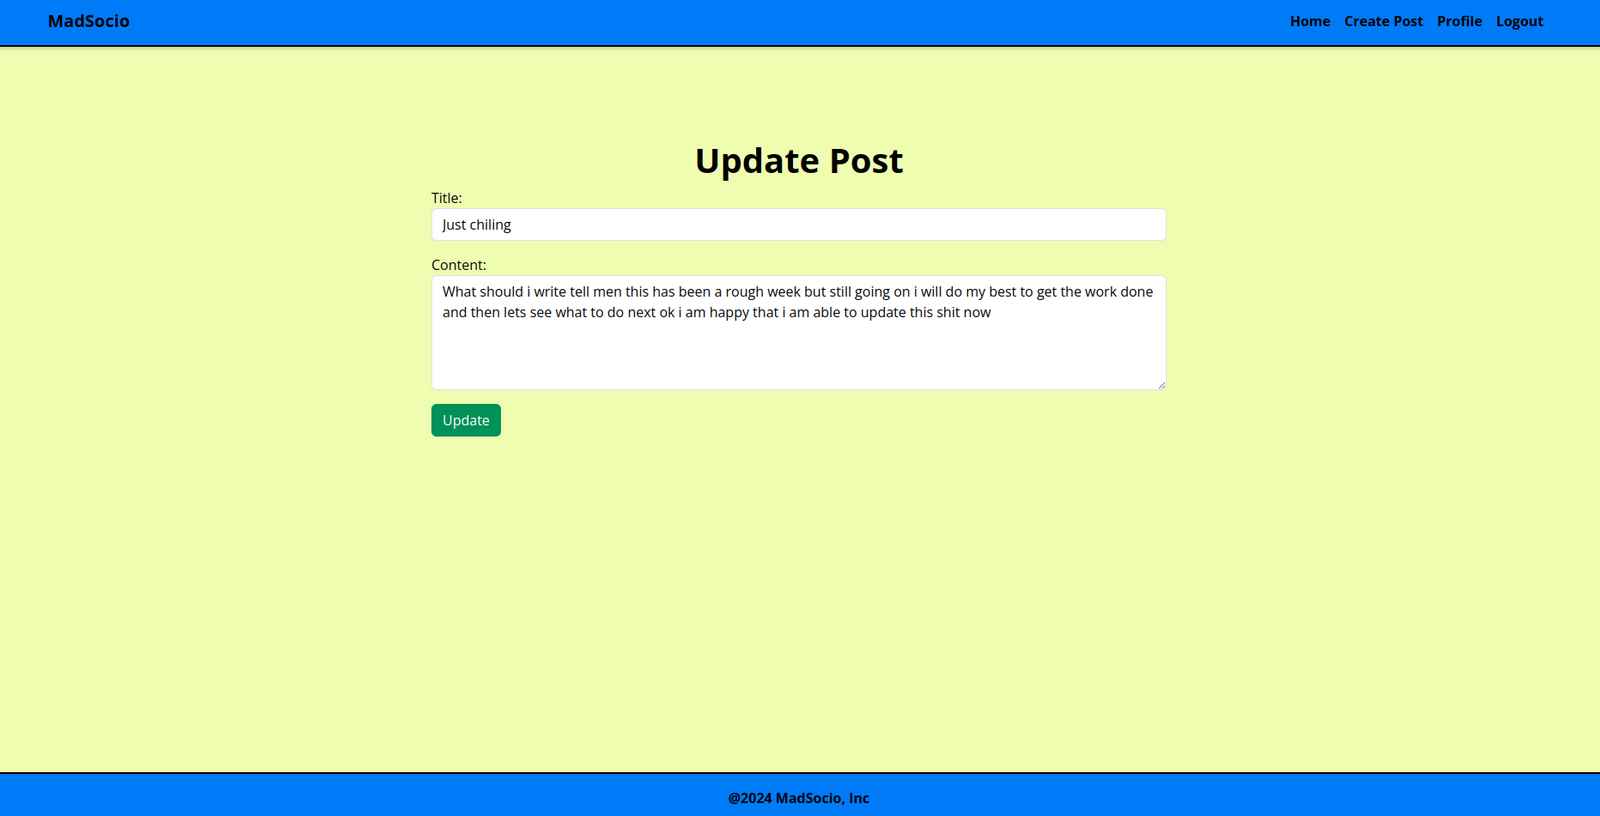 MadSocio
Home Create Post Profile Logout
Update Post
Title:
Just chiling
Content:
What should i write tell men this has been a rough week but still going on i will do my best to get the work done
and then lets see what to do next ok i am happy that i am able to update this shit now
Update
@2024 MadSocio, Inc